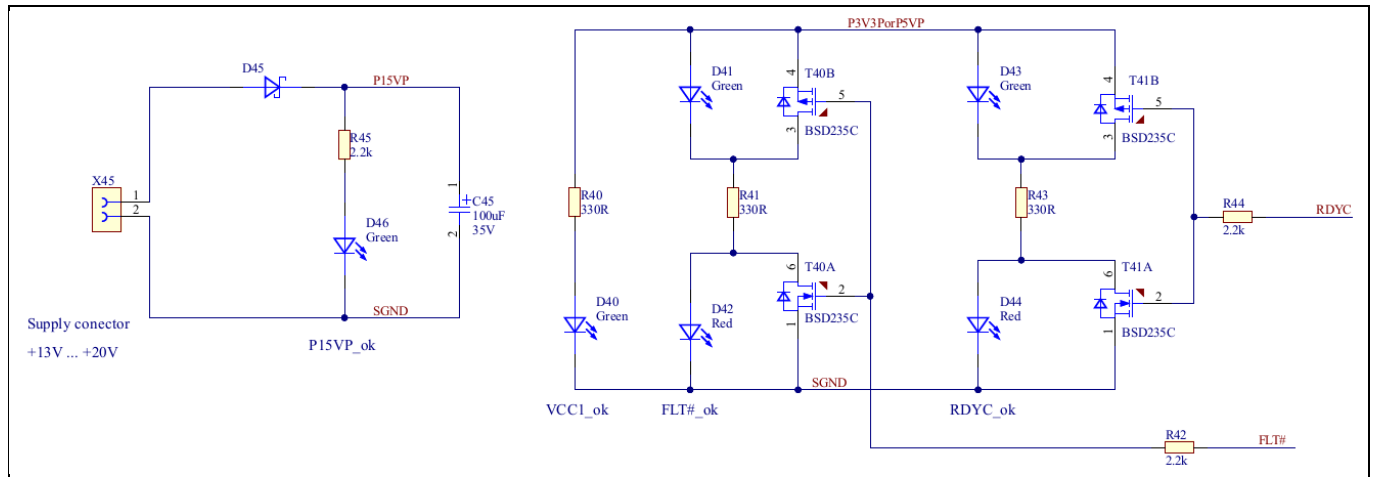 P3V3PorP5VP
D45
P15VP
D41
Green
4
T40B
5
BSD235C
3
D43
Green
4
T41B
5
BSD235C
3
R45
2.2k
X45
1
2
1
C45
100uF
35V
2
D46
Green
R40
330R
R41
330R
R43
330R
R44
2.2k
RDYC
6
T40A
2
BSD235C
1
6
T41A
2
BSD235C
1
D40
Green
D42
Red
D44
Red
SGND
SGND
Supply conector
+13V ... +20V
P15VP_ok
VCC1_ok
FLT#_ok
RDYC_ok
R42
2.2k
FLT#